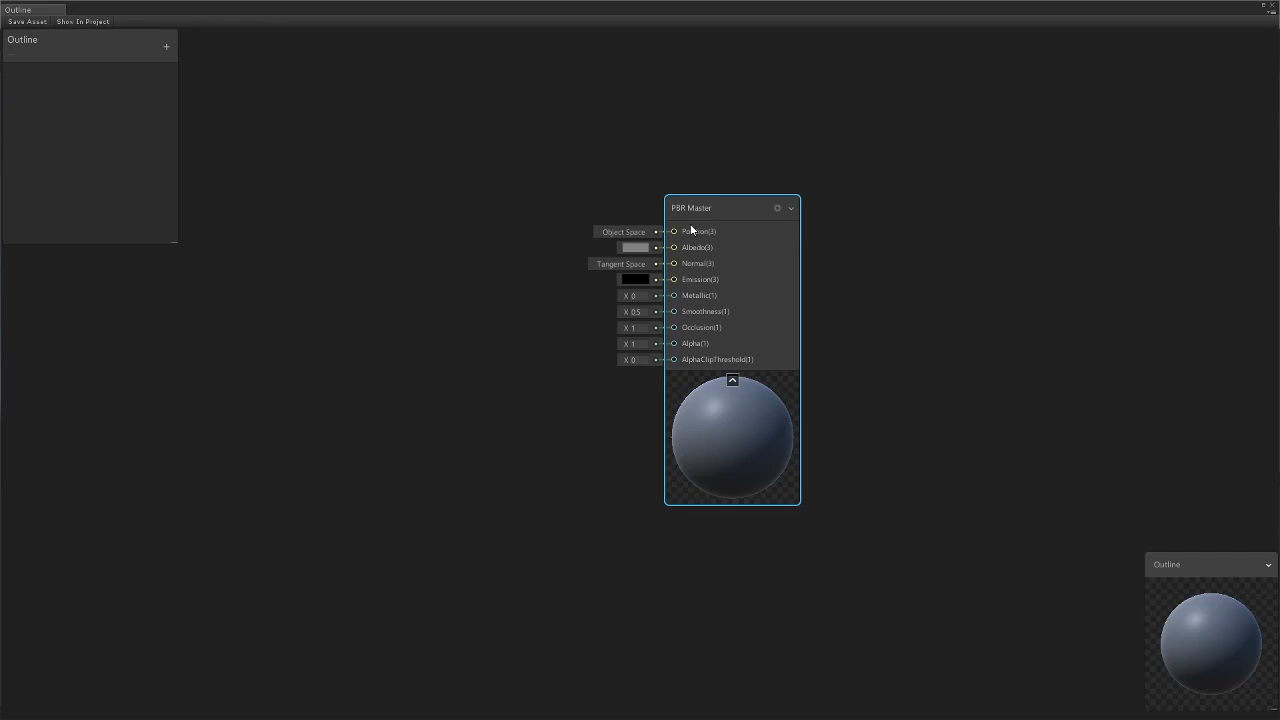 Outline
Save Asset Show In Project
Outline
+
PBR Master
Object Space Position(3)
Albedo(3)
Tangent Space Normal(3)
Emission(3)
X 0 Metallic(1)
X 0.5 Smoothness(1)
X 1 Occlusion(1)
X 1 Alpha(1)
X 0 AlphaClipThreshold(1)
Outline